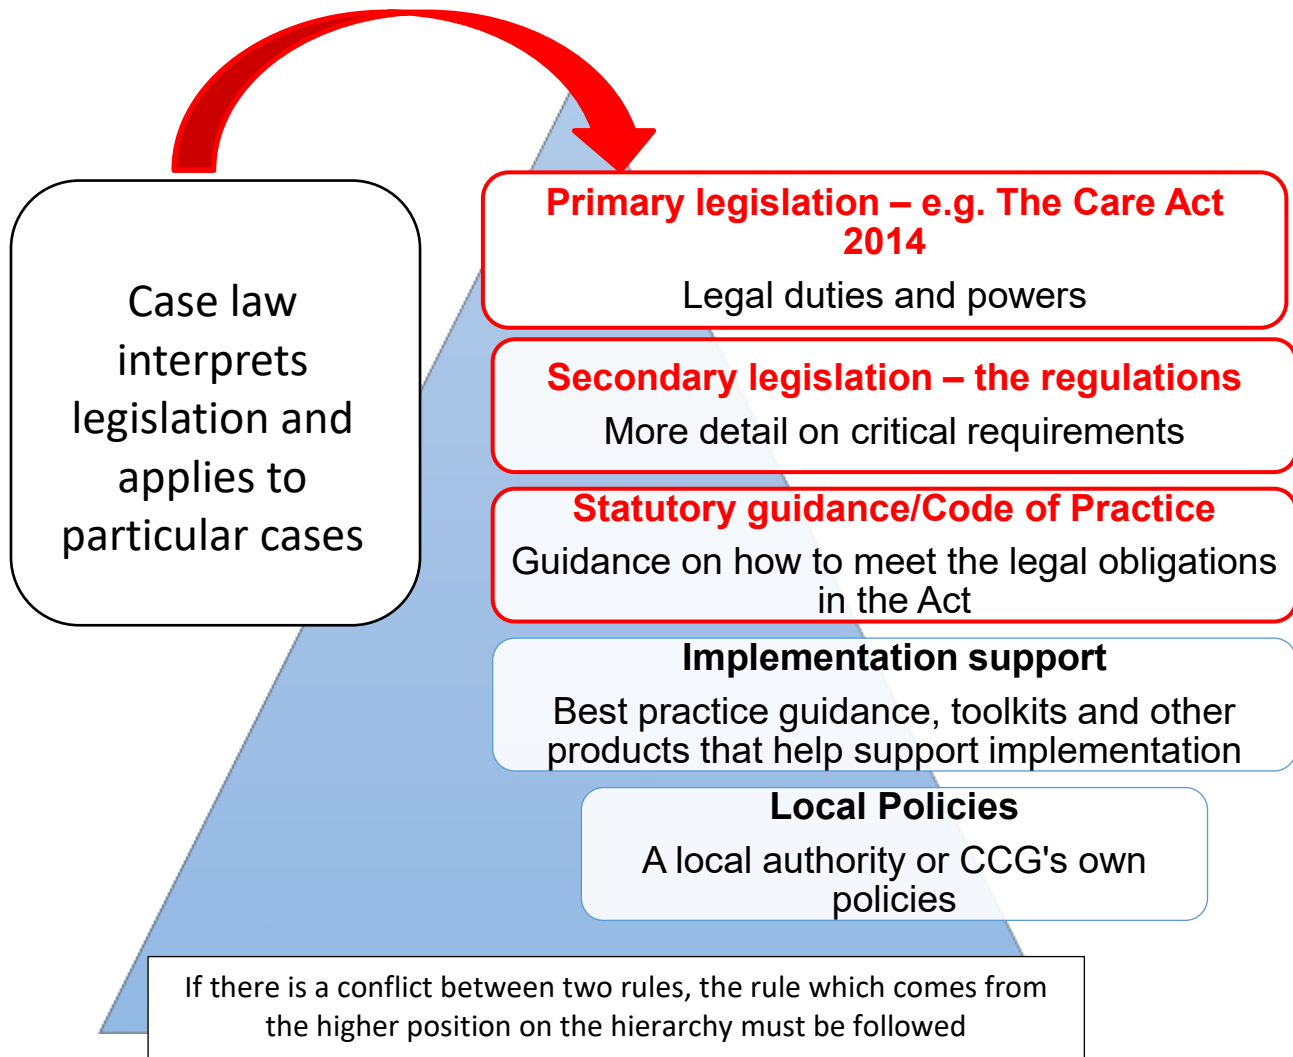 Case law
interprets
legislation and
applies to
particular cases
Primary legislation – e.g. The Care Act
2014
Legal duties and powers
Secondary legislation – the regulations
More detail on critical requirements
Statutory guidance/Code of Practice
Guidance on how to meet the legal obligations
in the Act
Implementation support
Best practice guidance, toolkits and other
products that help support implementation
Local Policies
A local authority or CCG's own
policies
If there is a conflict between two rules, the rule which comes from
the higher position on the hierarchy must be followed